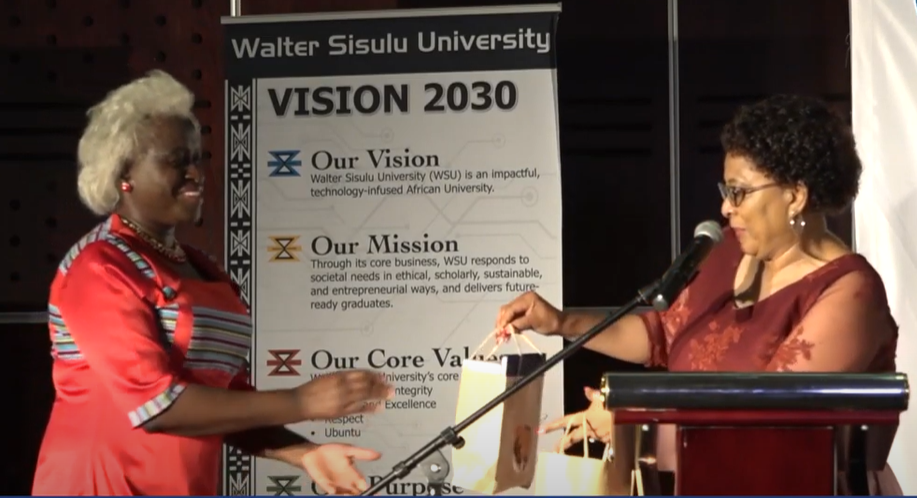 Walter Sisulu University
VISION 2030
Our Vision
Walter Sisulu University (WSU) is an impactful,
technology-infused African University.
Our Mission
Through its core business, WSU responds to
societal needs in ethical, scholarly, sustainable,
and entrepreneurial ways, and delivers future-
ready graduates.
Our Core
University's core
Integrity
and Excellence
Respect
• Ubuntu
Purpose